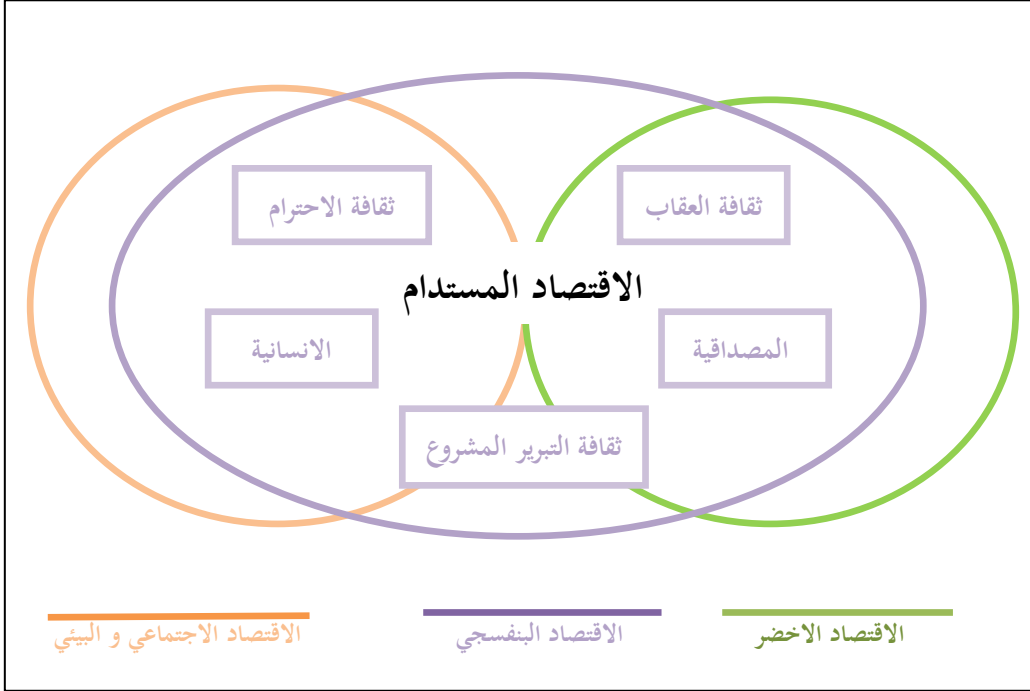 ثقافة العقاب
ثقافة الاحترام
الاقتصاد المستدام
المصداقية
الانسانية
ثقافة التبرير المشروع
الاقتصاد الاخضر
الاقتصاد البنفسجي
الاقتصاد الاجتماعي و البيئي